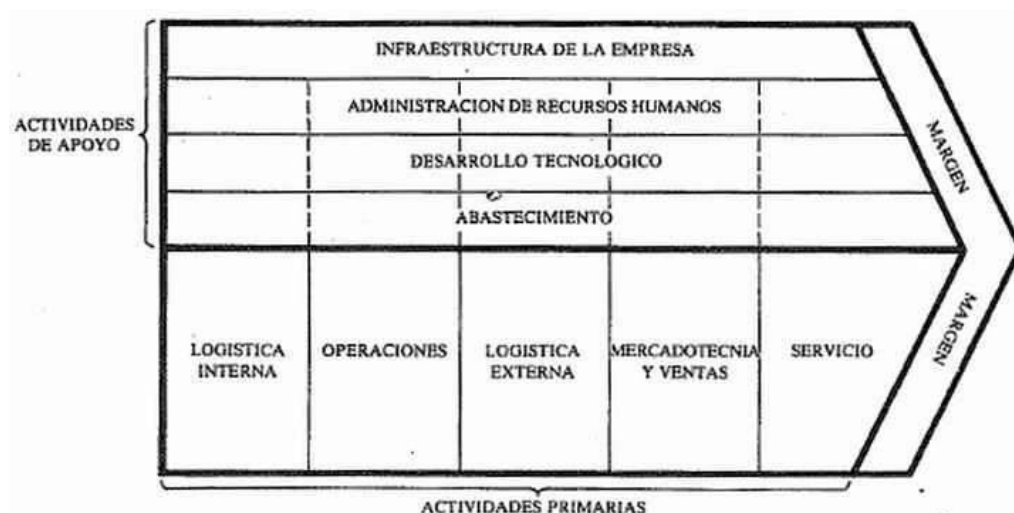 INFRAESTRUCTURA DE LA EMPRESA
ADMINISTRACION DE RECURSOS HUMANOS
ACTIVIDADES
DE APOYO
DESARROLLO TECNOLOGICO
ABASTECIMIENTO
MARGEN
LOGISTICA
INTERNA
OPERACIONES
LOGISTICA
EXTERNA
MERCADOTECNIA
Y VENTAS
SERVICIO
MARGEN
ACTIVIDADES PRIMARIAS